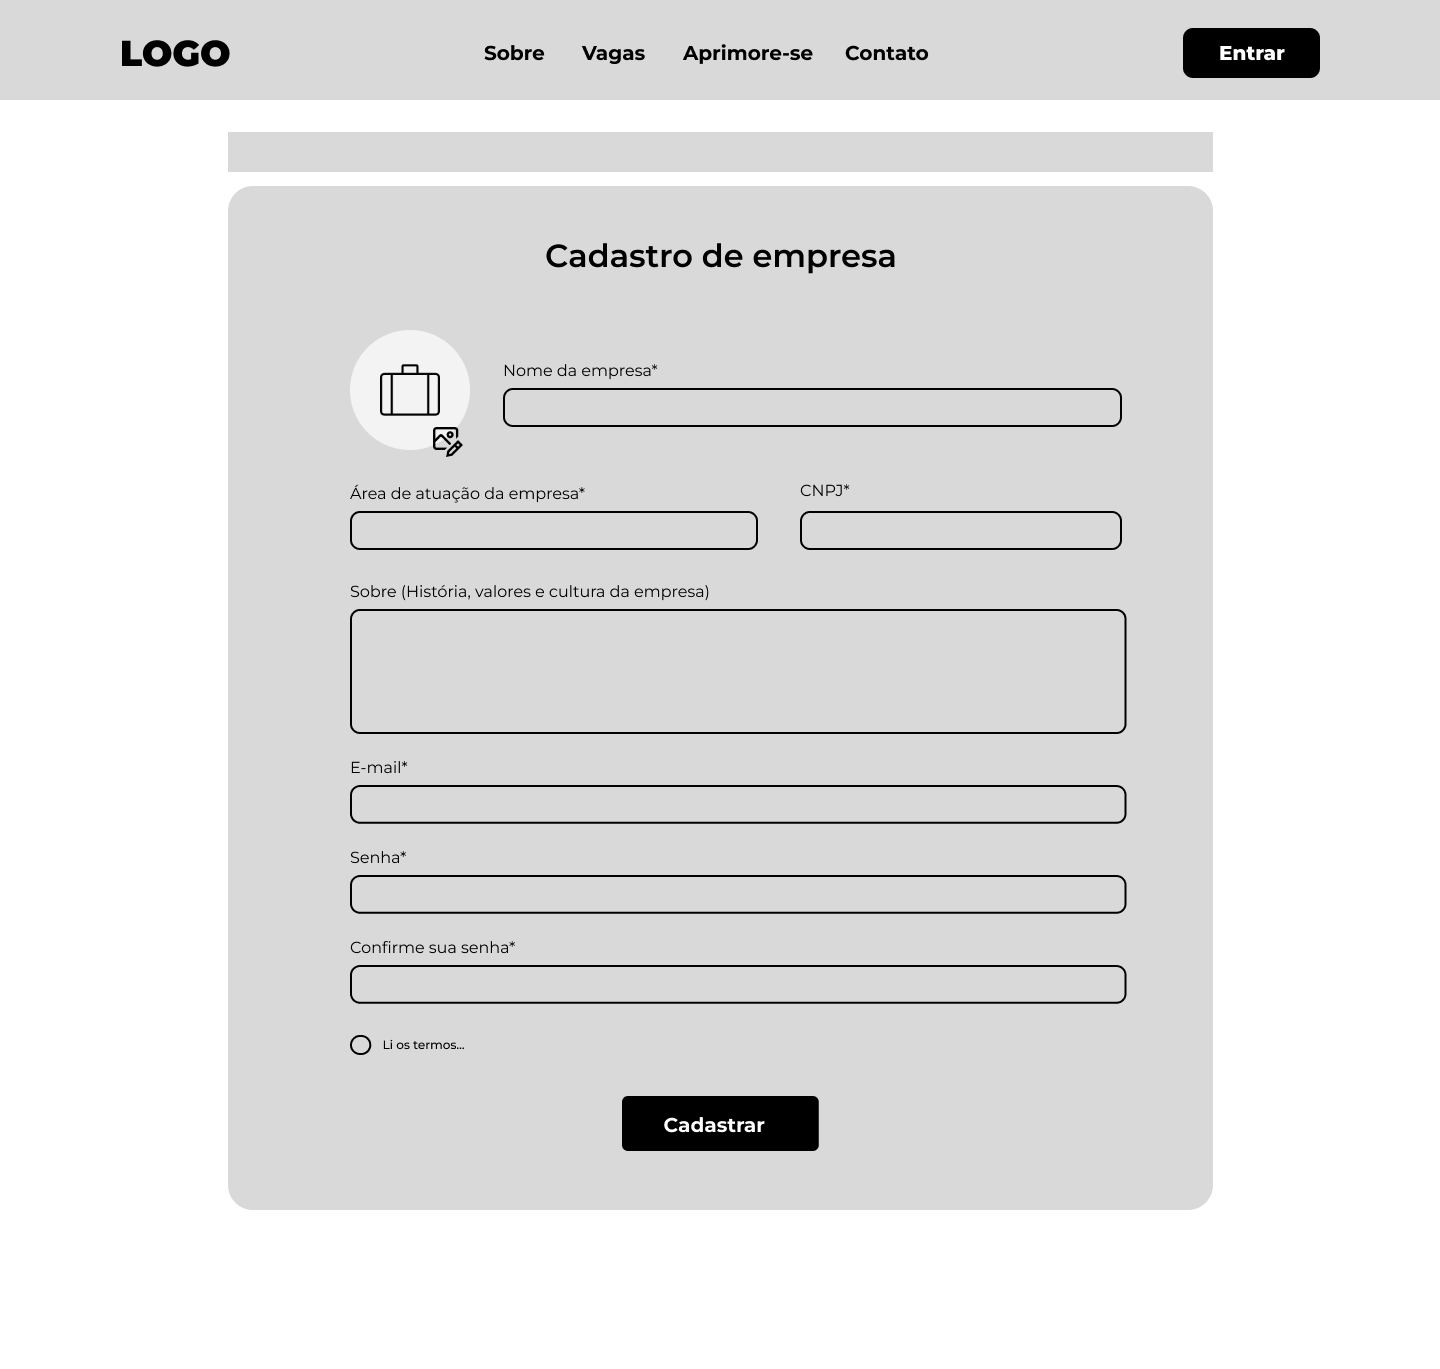 LOGO
Sobre Vagas Aprimore-se Contato
Entrar
Cadastro de empresa
Nome da empresa*
Área de atuação da empresa*
CNPJ*
Sobre (História, valores e cultura da empresa)
E-mail*
Senha*
Confirme sua senha*
Li os termos...
Cadastrar